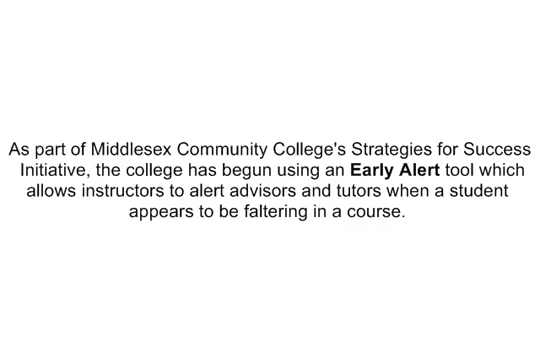 As part of Middlesex Community College's Strategies for Success
Initiative, the college has begun using an Early Alert tool which
allows instructors to alert advisors and tutors when a student
appears to be faltering in a course.